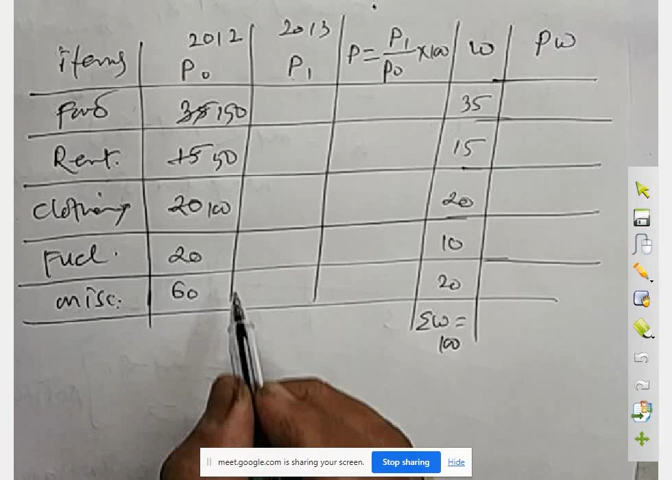 2012 2013
items P₀ P₁ P = P₁/P₀ × 100 W PW
Food 35 150 35
Rent. 15 50 15
Clothing 20 100 20
Fuel. 20 10
misc. 60 20
ΣW =
100
meet.google.com is sharing your screen. Stop sharing Hide